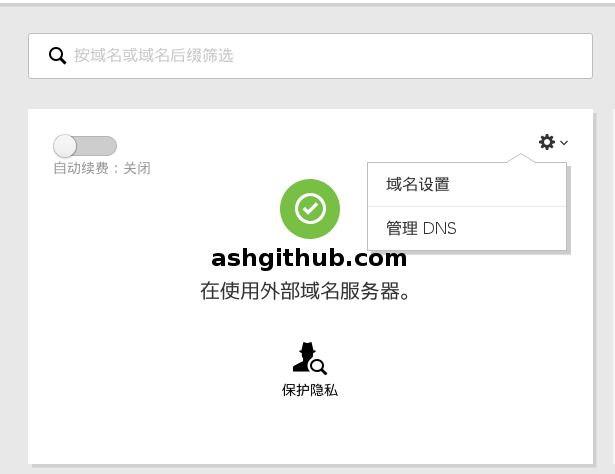 按域名或域名后缀筛选
自动续费：关闭
域名设置
管理 DNS
ashgithub.com
在使用外部域名服务器。
保护隐私